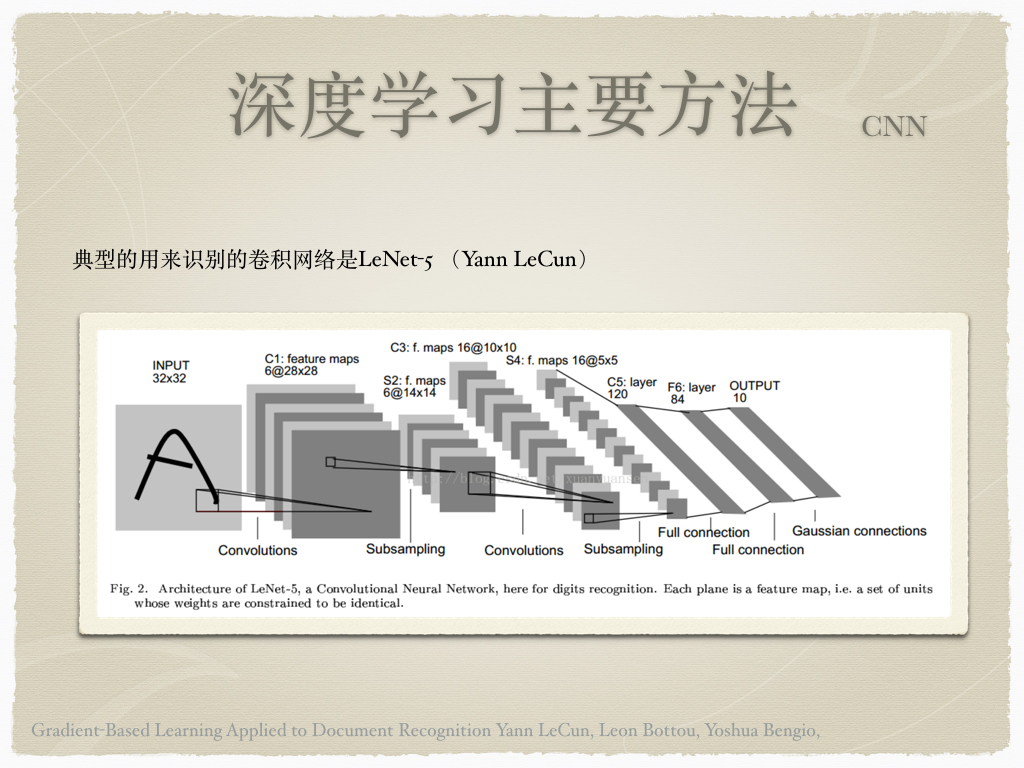 深度学习主要方法
CNN
典型的用来识别的卷积网络是LeNet-5 （Yann LeCun）
INPUT
32x32
C1: feature maps
6@28x28
S2: f. maps
6@14x14
C3: f. maps 16@10x10
S4: f. maps 16@5x5
C5: layer
120
F6: layer
84
OUTPUT
10
Convolutions
Subsampling
Convolutions
Subsampling
Full connection
Full connection
Gaussian connections
Fig. 2. Architecture of LeNet-5, a Convolutional Neural Network, here for digits recognition. Each plane is a feature map, i.e. a set of units
whose weights are constrained to be identical.
Gradient-Based Learning Applied to Document Recognition Yann LeCun, Leon Bottou, Yoshua Bengio,